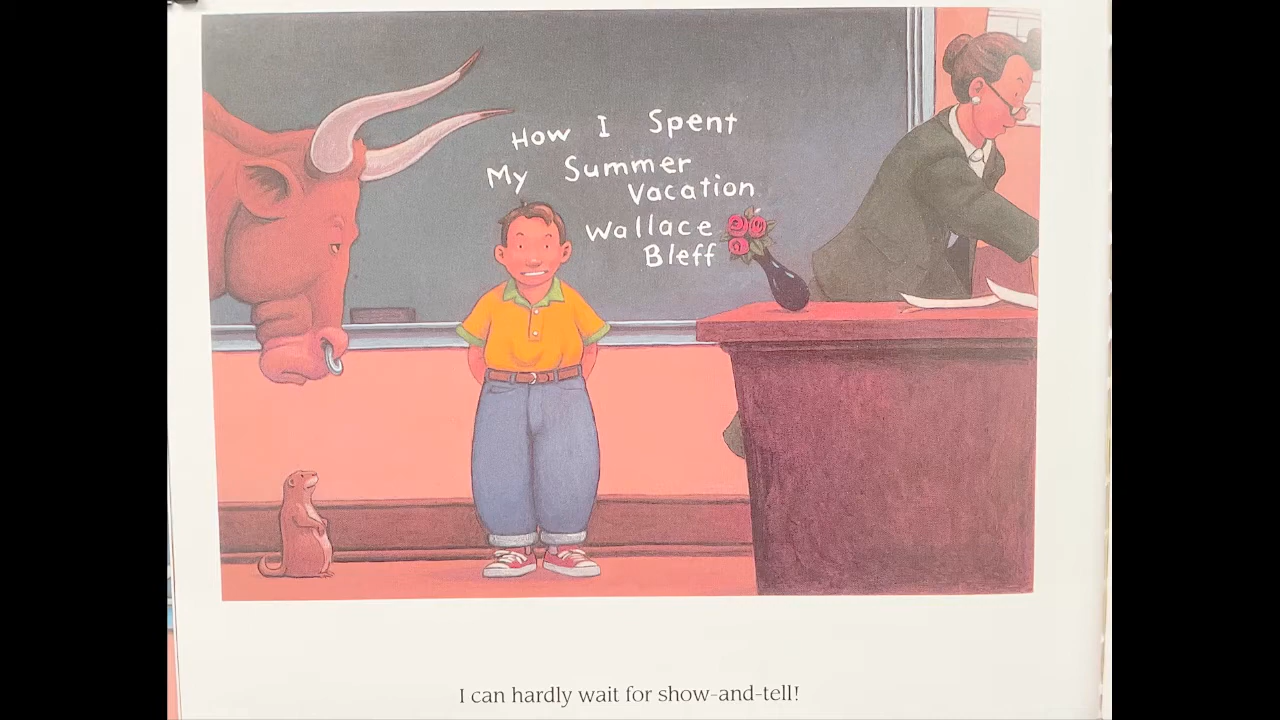 How I Spent
My Summer
Vacation
Wallace
Bleff
I can hardly wait for show-and-tell!